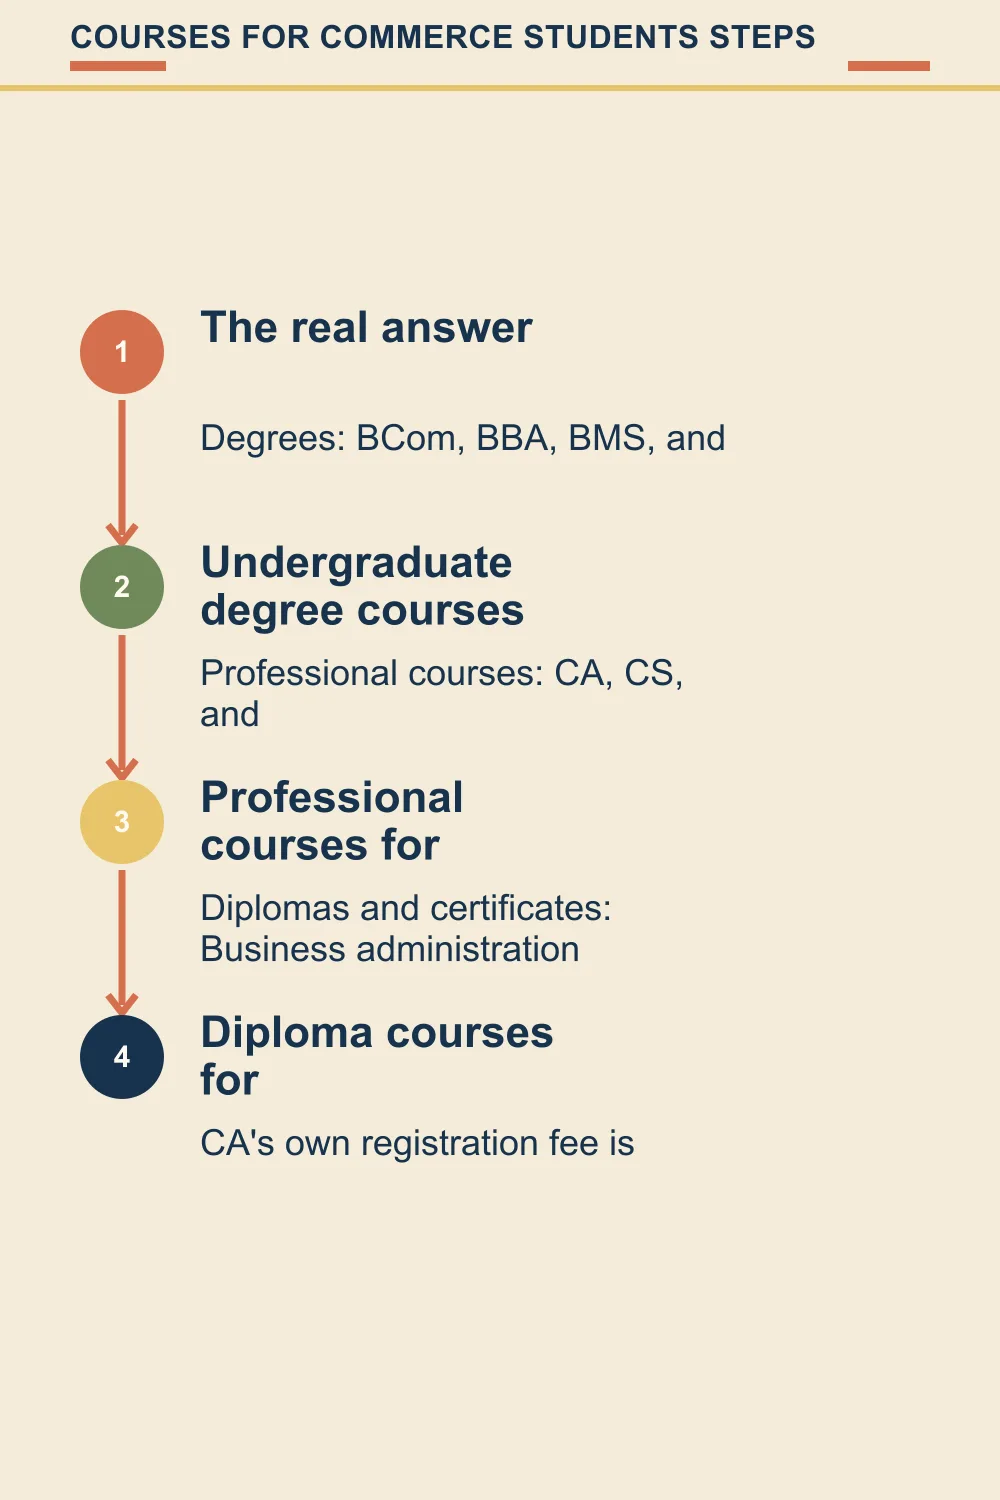 COURSES FOR COMMERCE STUDENTS STEPS
1
The real answer
Degrees: BCom, BBA, BMS, and
2
Undergraduate
degree courses
Professional courses: CA, CS,
and
3
Professional
courses for
Diplomas and certificates:
Business administration
4
Diploma courses
for
CA's own registration fee is